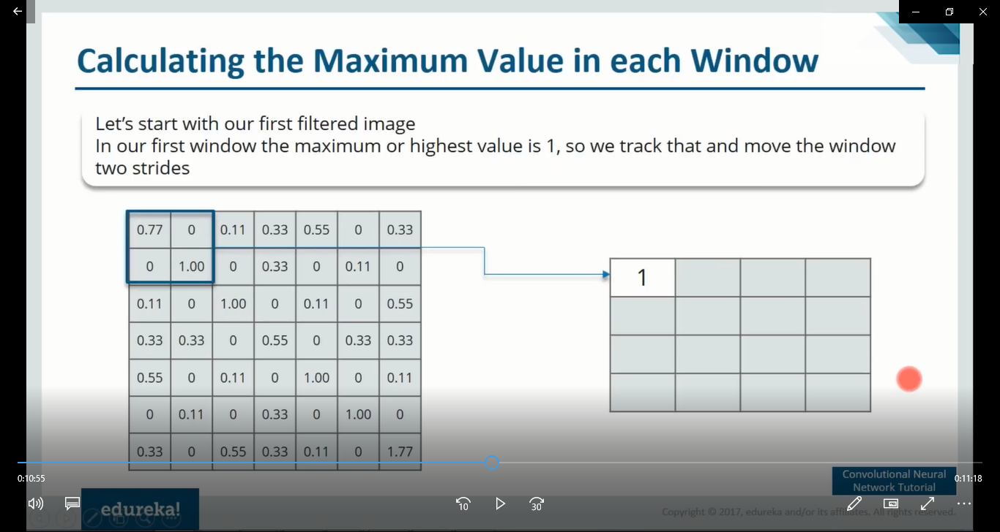 Calculating the Maximum Value in each Window
Let's start with our first filtered image
In our first window the maximum or highest value is 1, so we track that and move the window
two strides
0.77 0 0.11 0.33 0.55 0 0.33
0 1.00 0 0.33 0 0.11 0
0.11 0 1.00 0 0.11 0 0.55
0.33 0.33 0 0.55 0 0.33 0.33
0.55 0 0.11 0 1.00 0 0.11
0 0.11 0 0.33 0 1.00 0
0.33 0 0.55 0.33 0.11 0 1.77
1
Convolutional Neural
Network Tutorial
0:10:55
0:11:18
10
30
edureka!
Copyright © 2017, edureka and/or its affiliates. All rights reserved.